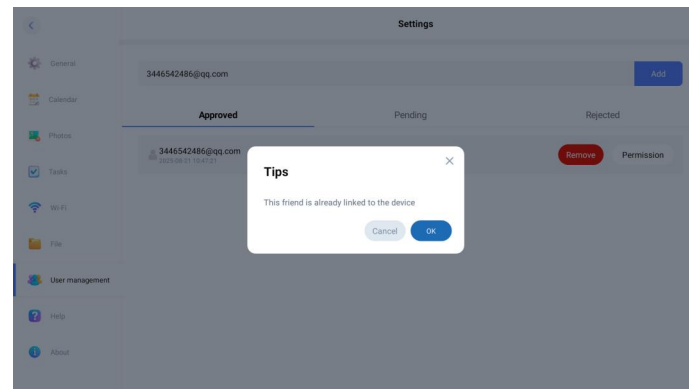 Settings
General
3446542486@qq.com
Add
Calendar
Approved
Pending
Rejected
Photos
3446542486@qq.com
Remove
Permission
Tips
Tasks
This friend is already linked to the device
Wi-Fi
Cancel
OK
File
User management
Help
About